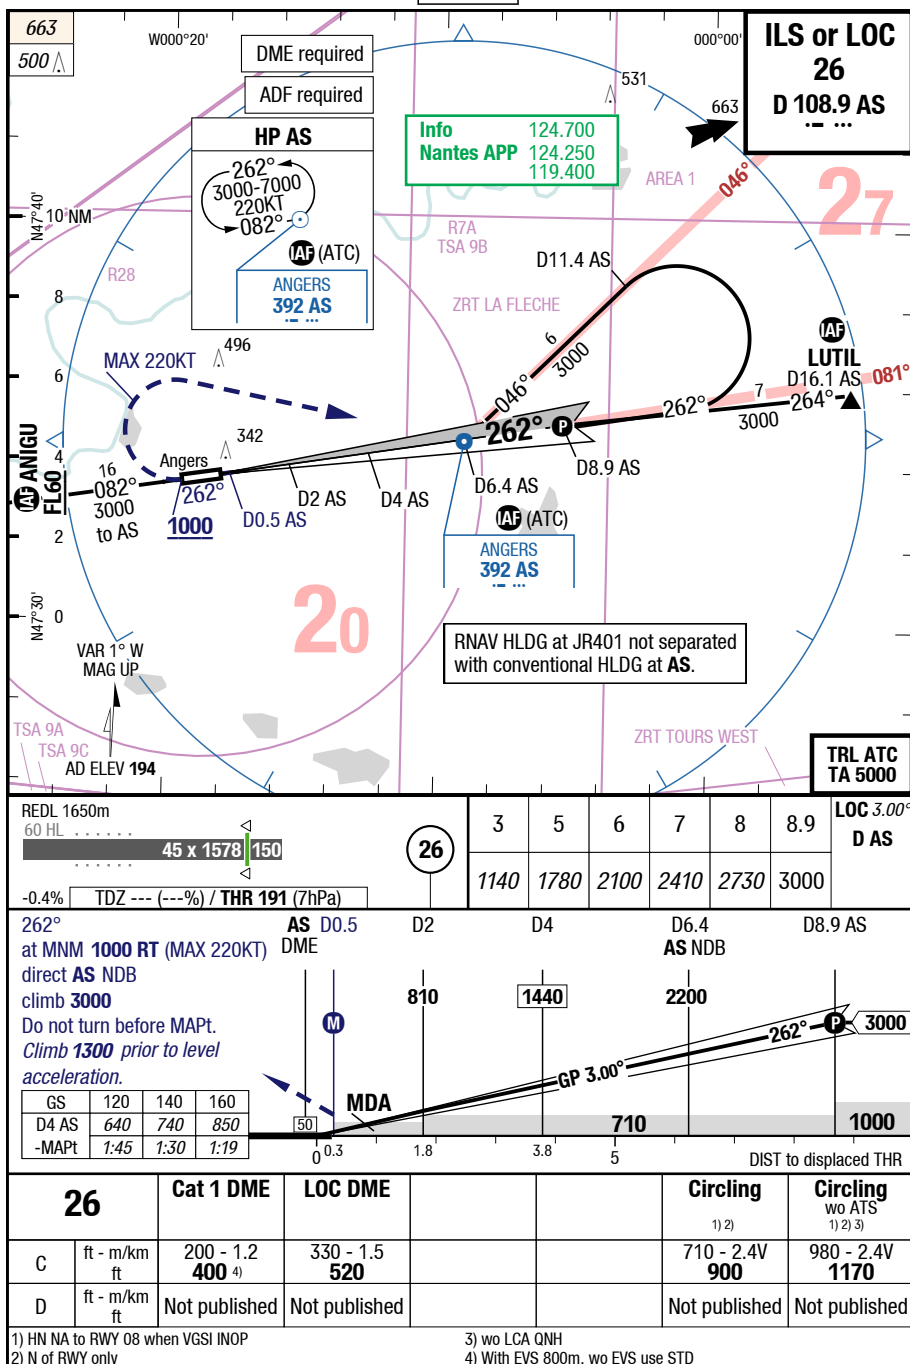 663
500
W000°20'
000°00'
DME required
ADF required
ILS or LOC
26
D 108.9 AS
531
663
HP AS
262°
3000-7000
220KT
082°
IAF (ATC)
ANGERS
392 AS
Info 124.700
Nantes APP 124.250
119.400
AREA 1
046°
27
N47°40'
10 NM
R28
R7A
TSA 9B
D11.4 AS
ZRT LA FLECHE
8
6
4
2
0
496
MAX 220KT
6
3000
046°
IAF
LUTIL
D16.1 AS
081°
7
262°
3000
264°
262°
P
342
Angers
D8.9 AS
IAF ANIGU
FL60
16
082°
3000
to AS
262°
1000
D0.5 AS
D2 AS
D4 AS
D6.4 AS
IAF (ATC)
ANGERS
392 AS
20
N47°30'
RNAV HLDG at JR401 not separated
with conventional HLDG at AS.
VAR 1° W
MAG UP
TSA 9A
TSA 9C
AD ELEV 194
ZRT TOURS WEST
TRL ATC
TA 5000
REDL 1650m
60 HL
45 x 1578 150
26
-0.4% TDZ --- (---%) / THR 191 (7hPa)
3 5 6 7 8 8.9 LOC 3.00°
D AS
1140 1780 2100 2410 2730 3000
262°
at MNM 1000 RT (MAX 220KT)
direct AS NDB
climb 3000
Do not turn before MAPt.
Climb 1300 prior to level
acceleration.
AS D0.5 D2 D4 D6.4 D8.9 AS
DME AS NDB
810 1440 2200
M
262° P 3000
GP 3.00°
MDA
50
710
1000
GS 120 140 160
D4 AS 640 740 850
-MAPt 1:45 1:30 1:19
0 0.3 1.8 3.8 5 DIST to displaced THR
26 Cat 1 DME LOC DME Circling Circling
wo ATS
1) 2) 1) 2) 3)
C ft - m/km 200 - 1.2 330 - 1.5 710 - 2.4V 980 - 2.4V
ft 400 4) 520 900 1170
D ft - m/km Not published Not published Not published Not published
ft
1) HN NA to RWY 08 when VGSI INOP 3) wo LCA QNH
2) N of RWY only 4) With EVS 800m, wo EVS use STD